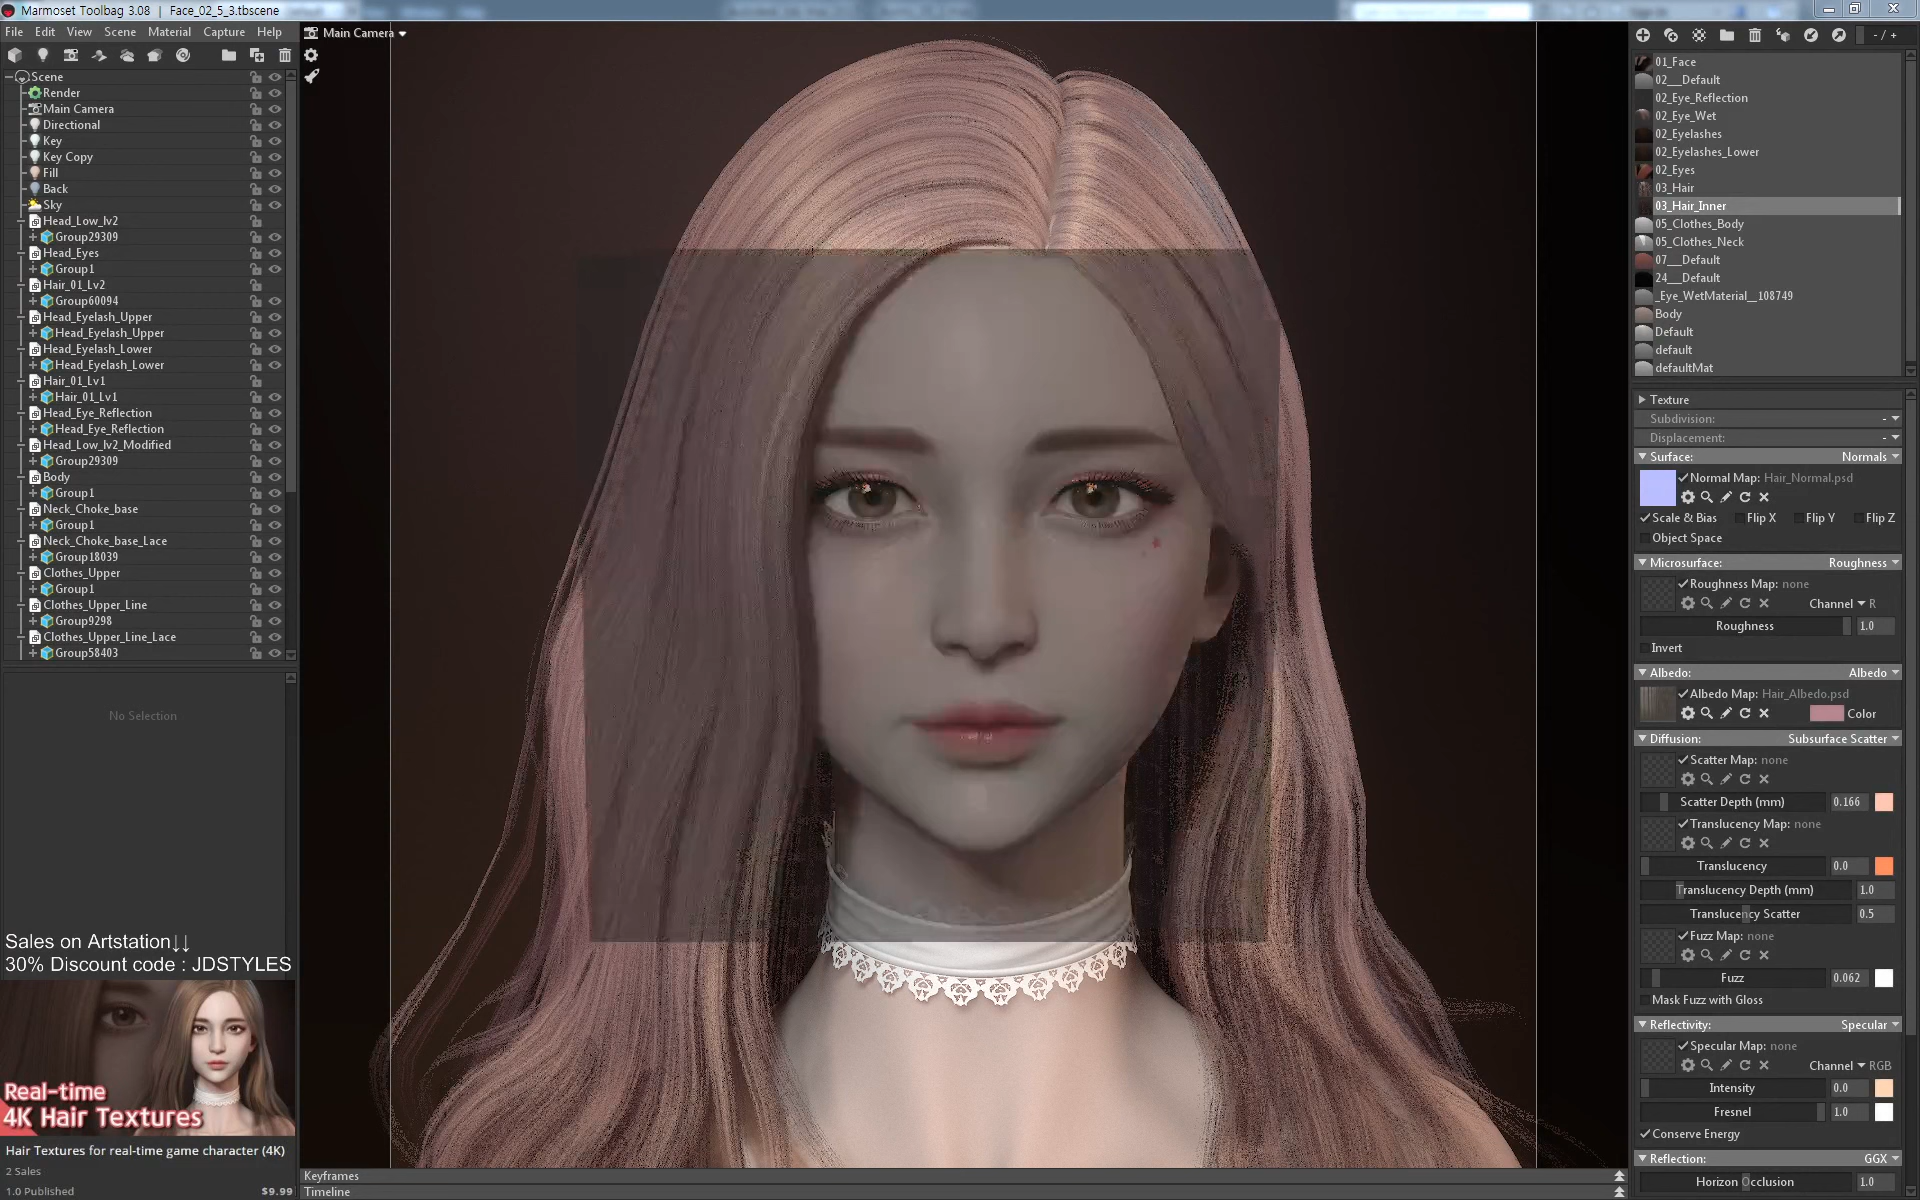 Marmoset Toolbag 3.08 | Face_02_5_3.tbscene
File Edit View Scene Material Capture Help
Main Camera
- / +
Scene
Render
Main Camera
Directional
Key
Key Copy
Fill
Back
Sky
Head_Low_lv2
Group29309
Head_Eyes
Group1
Hair_01_Lv2
Group60094
Head_Eyelash_Upper
Head_Eyelash_Upper
Head_Eyelash_Lower
Head_Eyelash_Lower
Hair_01_Lv1
Hair_01_Lv1
Head_Eye_Reflection
Head_Eye_Reflection
Head_Low_lv2_Modified
Group29309
Body
Group1
Neck_Choke_base
Group1
Neck_Choke_base_Lace
Group18039
Clothes_Upper
Group1
Clothes_Upper_Line
Group9298
Clothes_Upper_Line_Lace
Group58403
No Selection
Sales on Artstation↓↓
30% Discount code : JDSTYLES
Real-time
4K Hair Textures
Hair Textures for real-time game character (4K)
2 Sales
1.0 Published $9.99
Keyframes
Timeline
01_Face
02___Default
02_Eye_Reflection
02_Eye_Wet
02_Eyelashes
02_Eyelashes_Lower
02_Eyes
03_Hair
03_Hair_Inner
05_Clothes_Body
05_Clothes_Neck
07___Default
24___Default
_Eye_WetMaterial__108749
Body
Default
default
defaultMat
Texture
Subdivision: -
Displacement: -
Surface: Normals
Normal Map: Hair_Normal.psd
Scale & Bias Flip X Flip Y Flip Z
Object Space
Microsurface: Roughness
Roughness Map: none
Channel R
Roughness 1.0
Invert
Albedo: Albedo
Albedo Map: Hair_Albedo.psd
Color
Diffusion: Subsurface Scatter
Scatter Map: none
Scatter Depth (mm) 0.166
Translucency Map: none
Translucency 0.0
Translucency Depth (mm) 1.0
Translucency Scatter 0.5
Fuzz Map: none
Fuzz 0.062
Mask Fuzz with Gloss
Reflectivity: Specular
Specular Map: none
Channel RGB
Intensity 0.0
Fresnel 1.0
Conserve Energy
Reflection: GGX
Horizon Occlusion 1.0